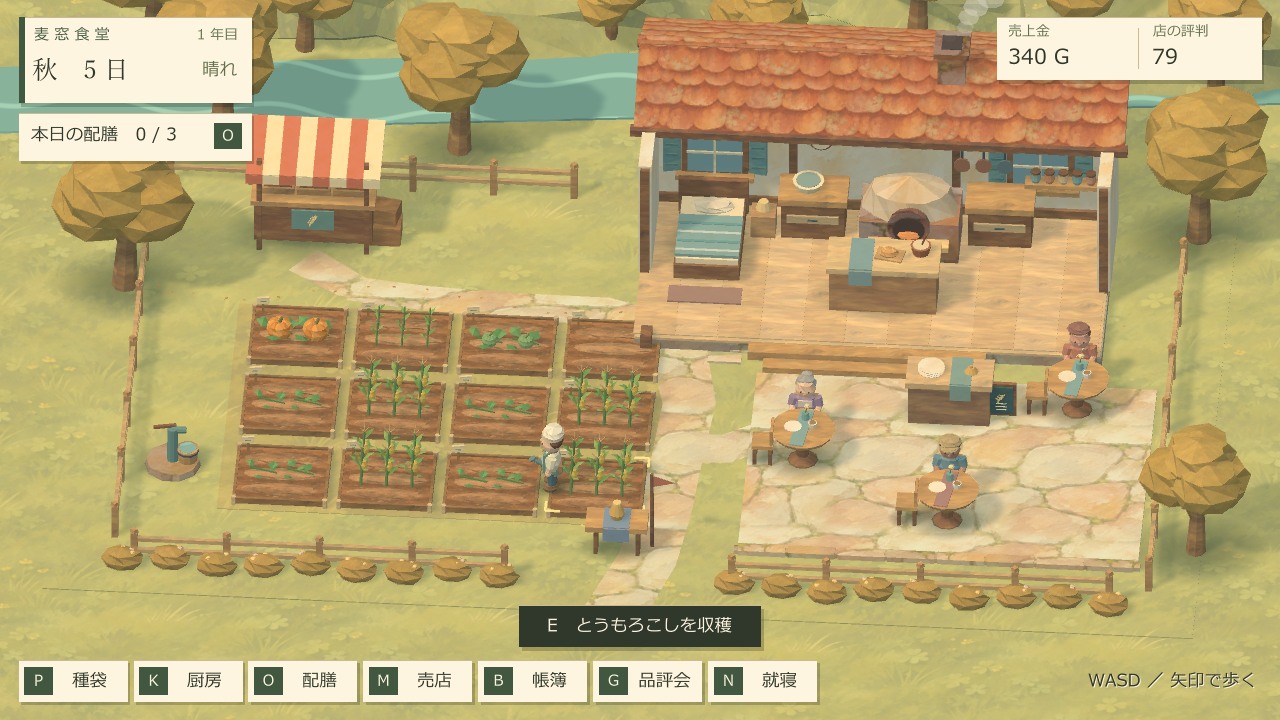 麦窓食堂 1年目
秋 5日 晴れ
本日の配膳 0 / 3 O
売上金 店の評判
340 G 79
E とうもろこしを収穫
P 種袋 K 厨房 O 配膳 M 売店 B 帳簿 G 品評会 N 就寝
WASD ／ 矢印で歩く